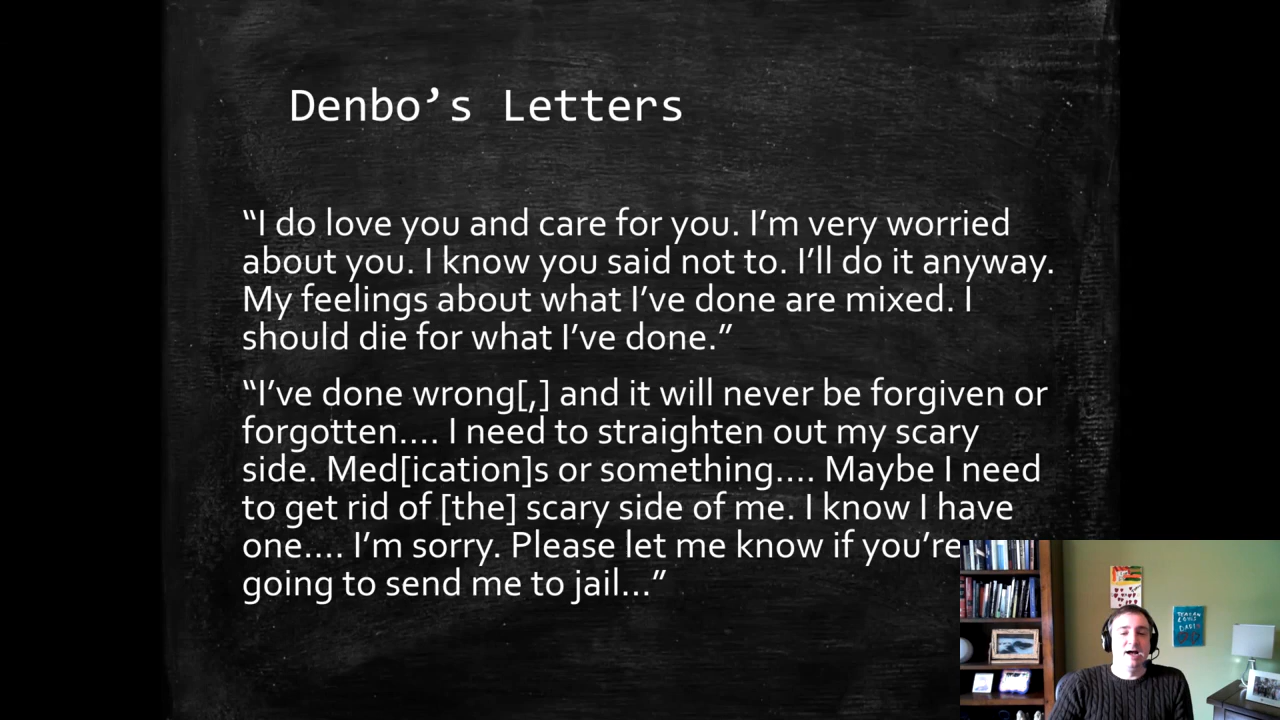 Denbo’s Letters
“I do love you and care for you. I’m very worried
about you. I know you said not to. I’ll do it anyway.
My feelings about what I’ve done are mixed. I
should die for what I’ve done.”
“I’ve done wrong[,] and it will never be forgiven or
forgotten…. I need to straighten out my scary
side. Med[ication]s or something…. Maybe I need
to get rid of [the] scary side of me. I know I have
one…. I’m sorry. Please let me know if you’re
going to send me to jail…”